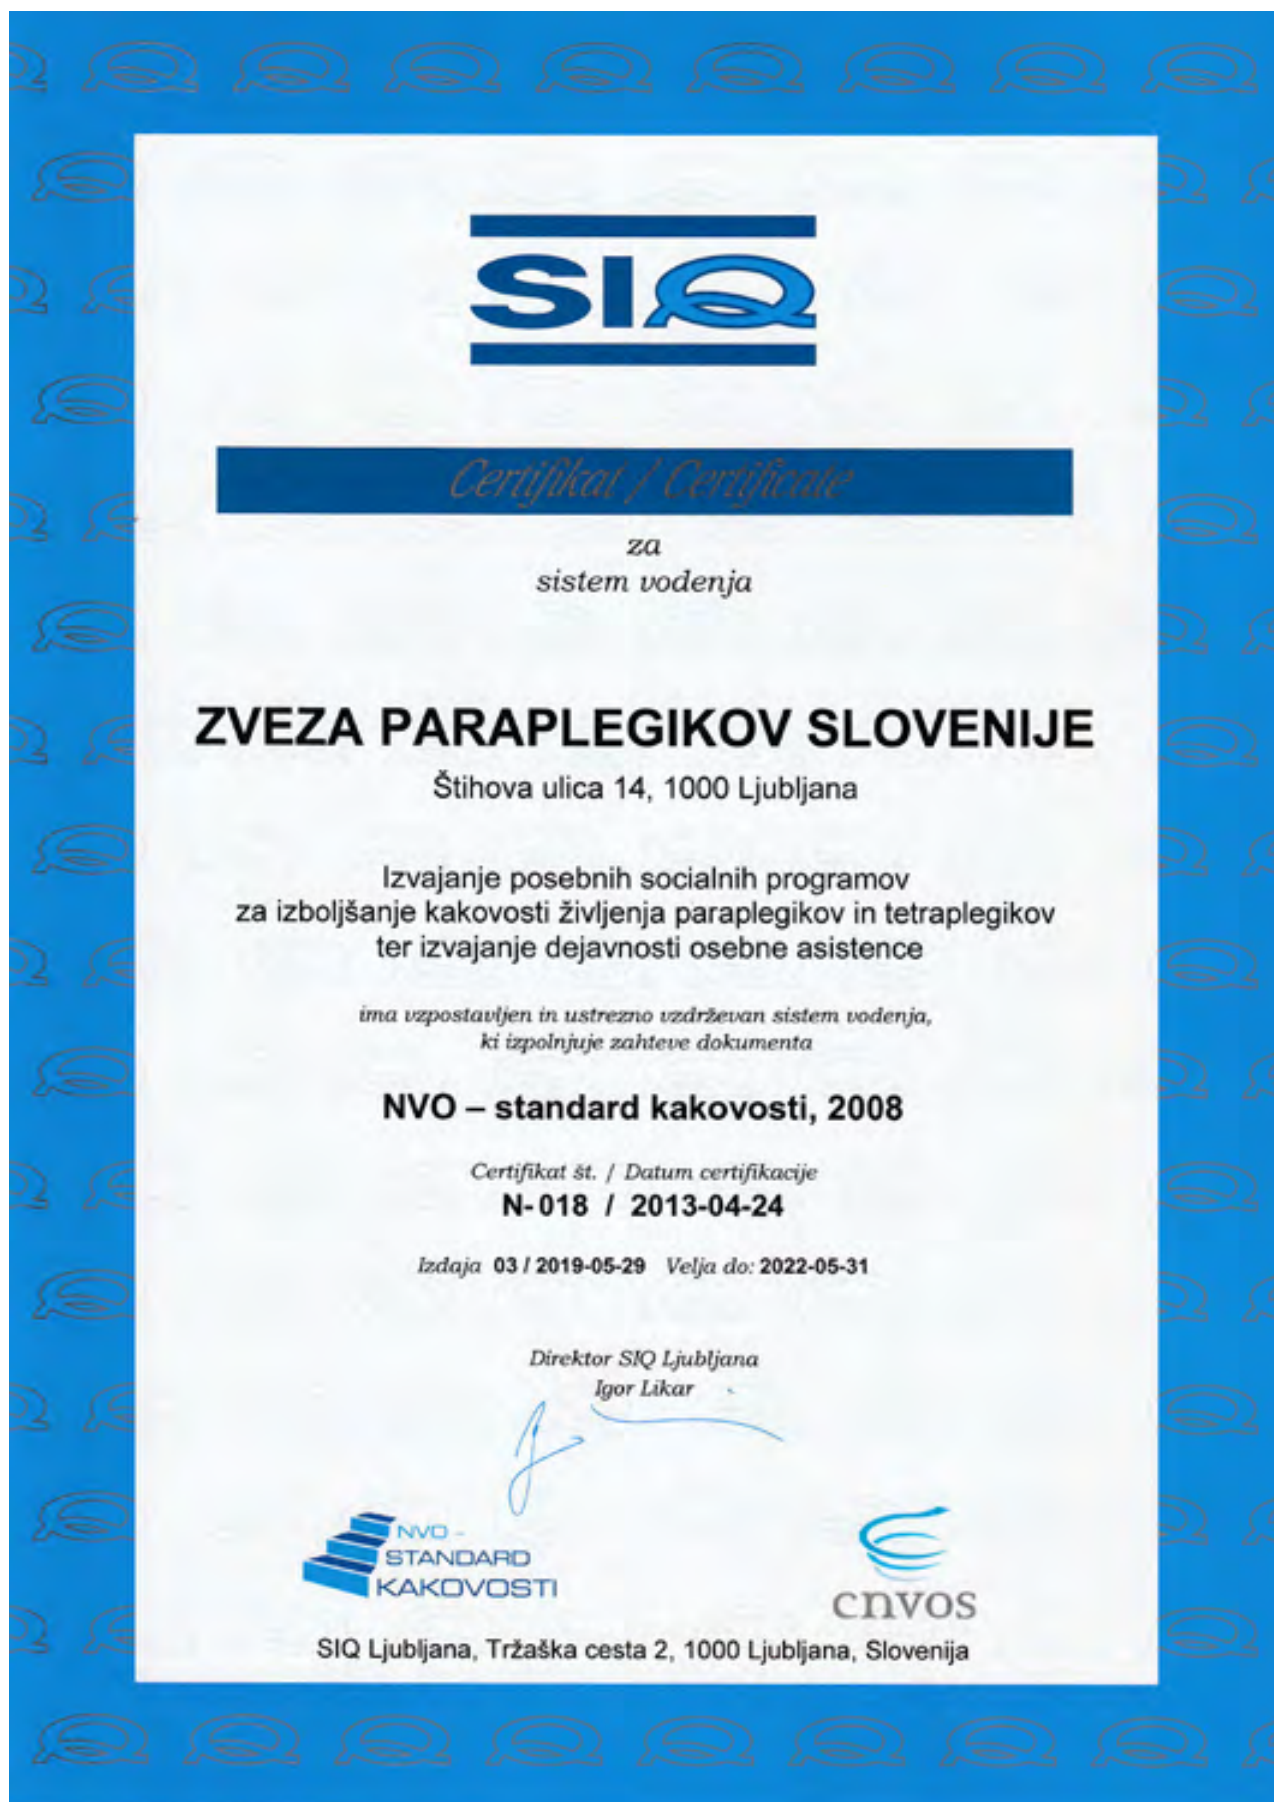 SIQ
Certifikat / Certificate
za
sistem vodenja
ZVEZA PARAPLEGIKOV SLOVENIJE
Štihova ulica 14, 1000 Ljubljana
Izvajanje posebnih socialnih programov
za izboljšanje kakovosti življenja paraplegikov in tetraplegikov
ter izvajanje dejavnosti osebne asistence
ima vzpostavljen in ustrezno vzdrževan sistem vodenja,
ki izpolnjuje zahteve dokumenta
NVO – standard kakovosti, 2008
Certifikat št. / Datum certifikacije
N-018 / 2013-04-24
Izdaja 03 / 2019-05-29 Velja do: 2022-05-31
Direktor SIQ Ljubljana
Igor Likar
NVO -
STANDARD
KAKOVOSTI
cnvos
SIQ Ljubljana, Tržaška cesta 2, 1000 Ljubljana, Slovenija